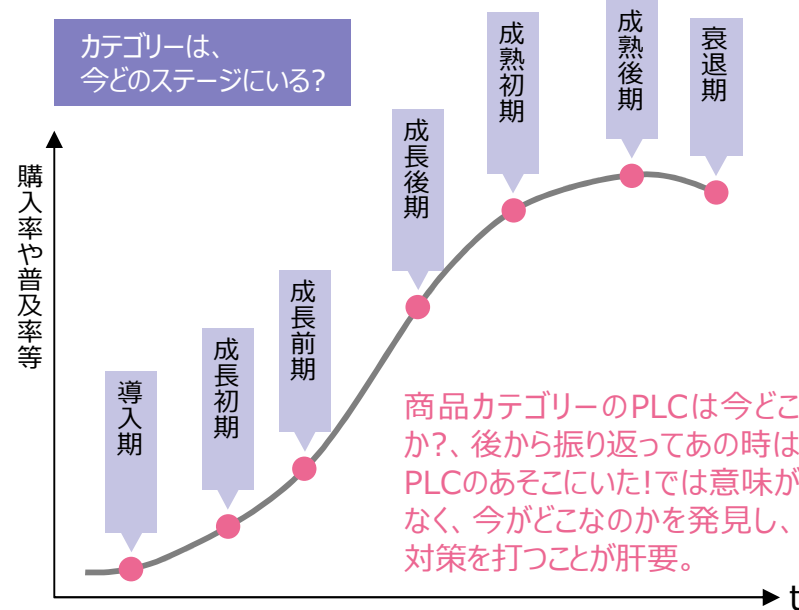 カテゴリーは、
今どのステージにいる?
購入率や普及率等
導入期
成長初期
成長前期
成長後期
成熟初期
成熟後期
衰退期
商品カテゴリーのPLCは今どこ
か?、後から振り返ってあの時は
PLCのあそこにいた!では意味が
なく、今がどこなのかを発見し、
対策を打つことが肝要。
t